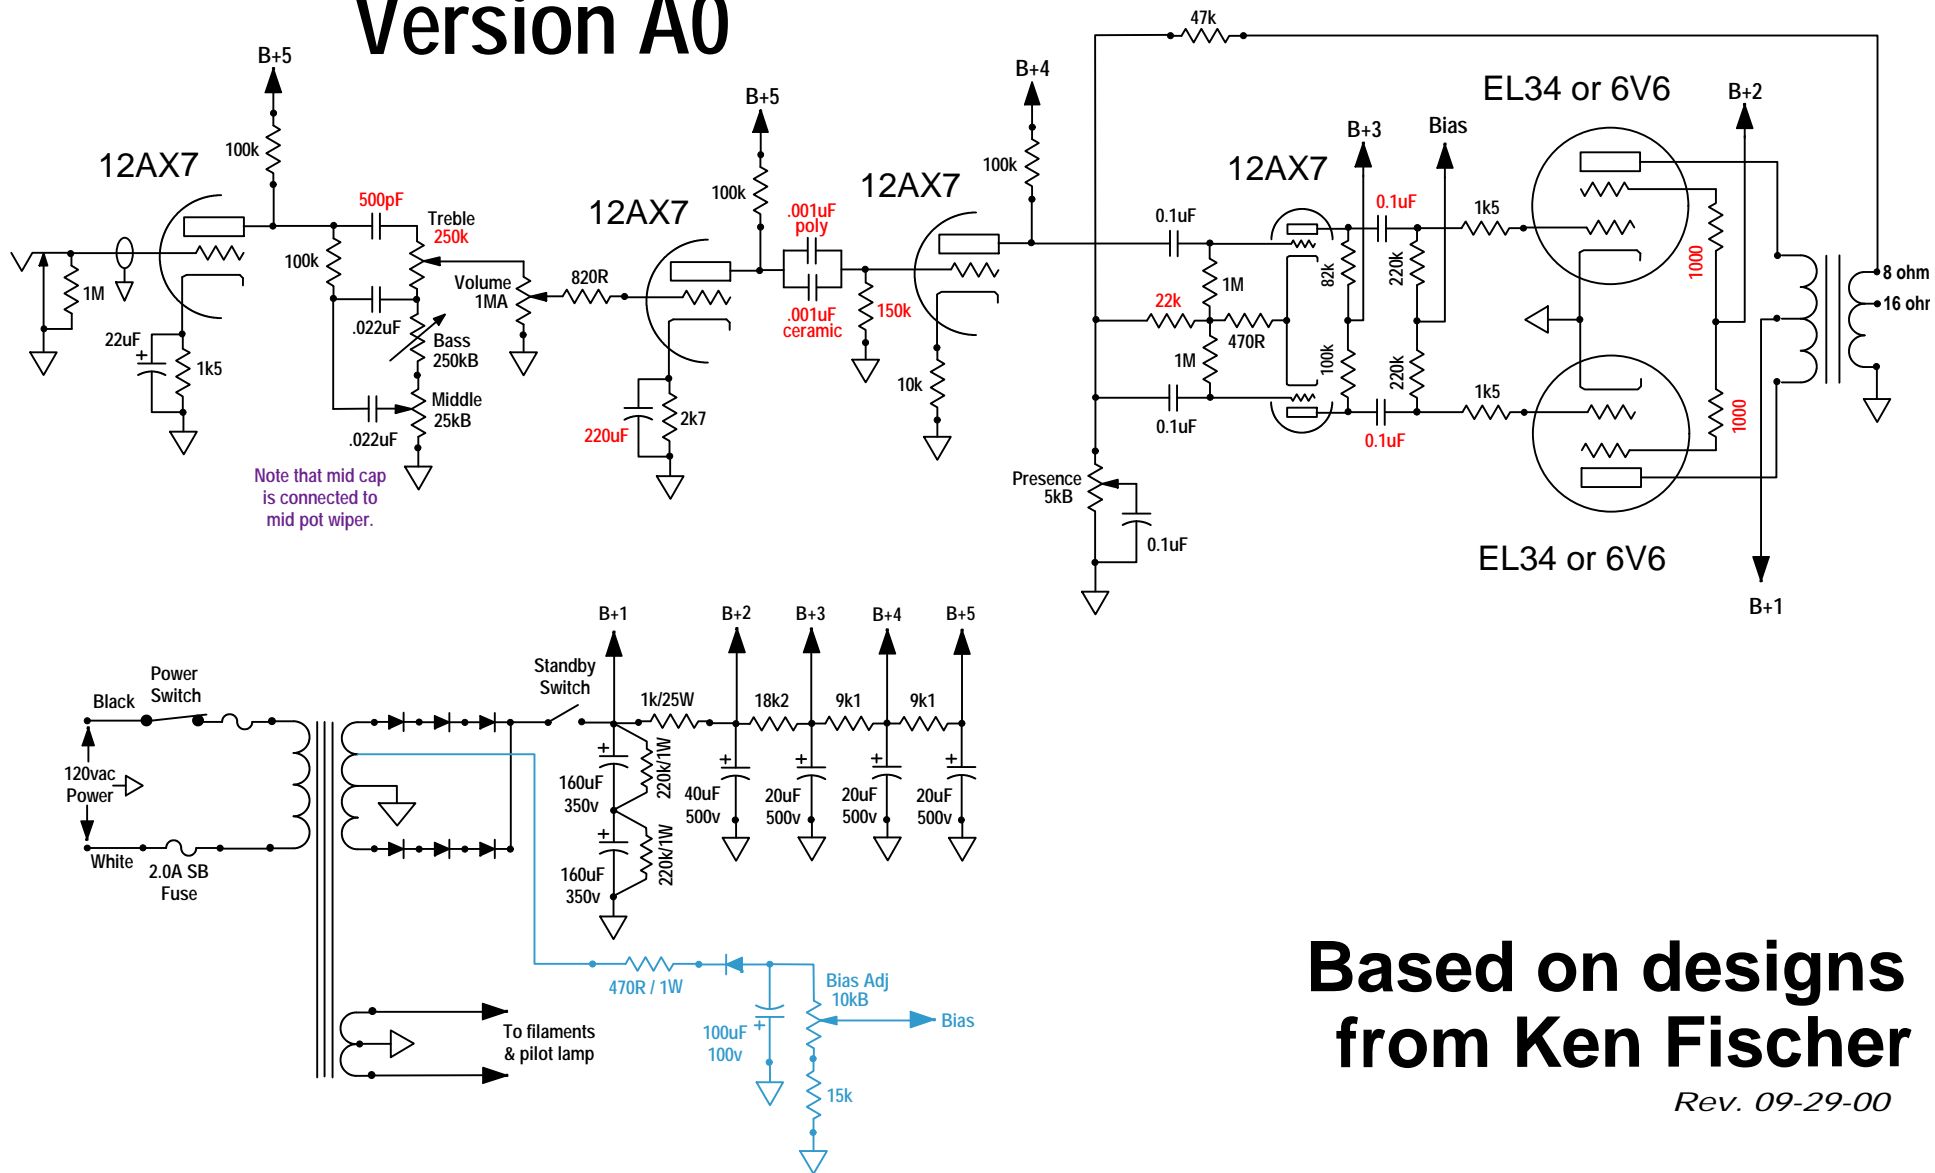 Version A0
47k
B+5
100k
12AX7
500pF
Treble
250k
100k
1M
22uF
+
1k5
.022uF
Bass
250kB
Middle
25kB
.022uF
Note that mid cap
is connected to
mid pot wiper.
Volume
1MA
820R
12AX7
B+5
100k
.001uF
poly
.001uF
ceramic
150k
220uF
2k7
12AX7
B+4
100k
10k
0.1uF
22k
1M
470R
1M
0.1uF
Presence
5kB
0.1uF
12AX7
B+3
Bias
82k
100k
0.1uF
220k
220k
0.1uF
1k5
1k5
EL34 or 6V6
B+2
1000
1000
8 ohm
16 ohr
EL34 or 6V6
B+1
Black
Power
Switch
120vac
Power
White
2.0A SB
Fuse
Standby
Switch
B+1
B+2
B+3
B+4
B+5
1k/25W
18k2
9k1
9k1
+
160uF
350v
220k/1W
+
160uF
350v
220k/1W
+
40uF
500v
+
20uF
500v
+
20uF
500v
+
20uF
500v
470R / 1W
Bias Adj
10kB
100uF
+
100v
Bias
15k
To filaments
& pilot lamp
Based on designs
from Ken Fischer
Rev. 09-29-00